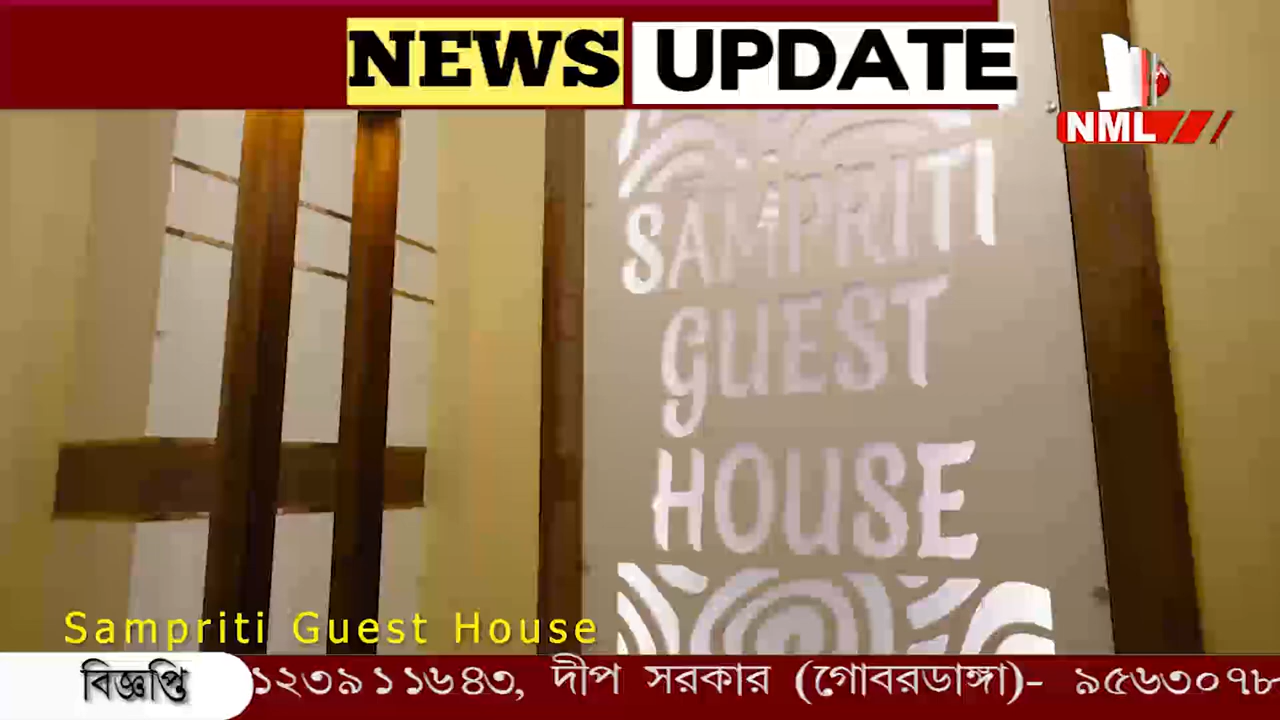 NEWS UPDATE
NML
SAMPRITI
GUEST
HOUSE
Sampriti Guest House
বিজ্ঞপ্তি
১২৩৯১১৬৪৩, দীপ সরকার (গোবরডাঙ্গা)- ৯৫৬৩০৭৮